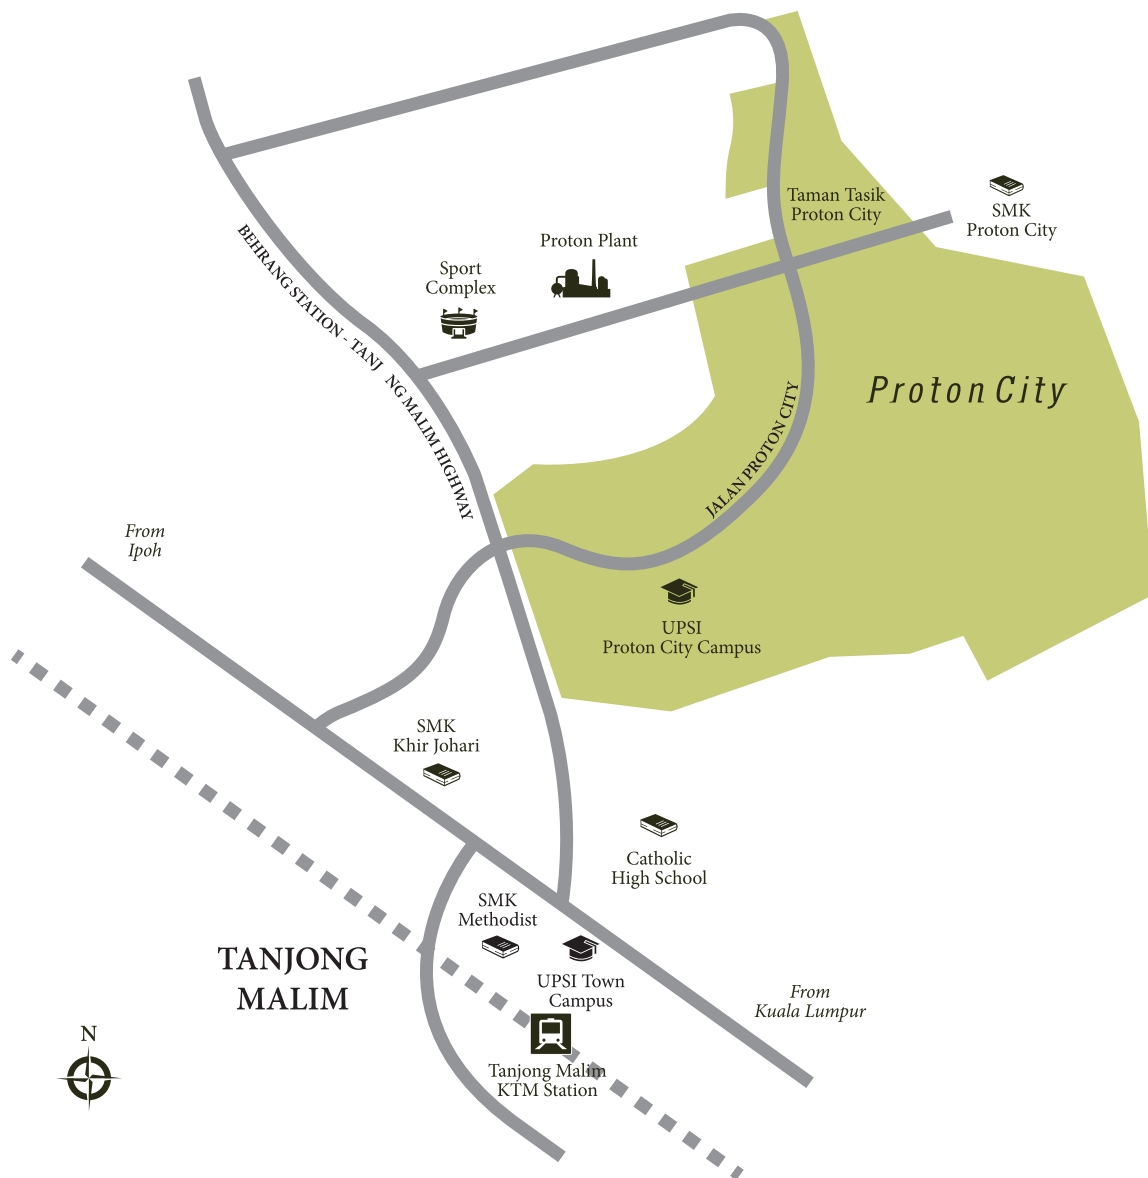 Taman Tasik
Proton City
SMK
Proton City
Proton Plant
Sport
Complex
BEHRANG STATION - TANJ NG MALIM HIGHWAY
Proton City
JALAN PROTON CITY
From
Ipoh
UPSI
Proton City Campus
SMK
Khir Johari
Catholic
High School
SMK
Methodist
TANJONG
MALIM
UPSI Town
Campus
From
Kuala Lumpur
N
Tanjong Malim
KTM Station